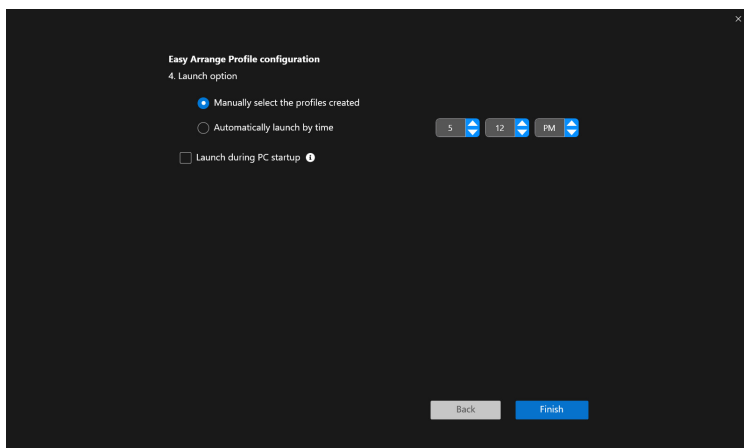 Easy Arrange Profile configuration
4. Launch option
Manually select the profiles created
Automatically launch by time 5 12 PM
Launch during PC startup
Back Finish